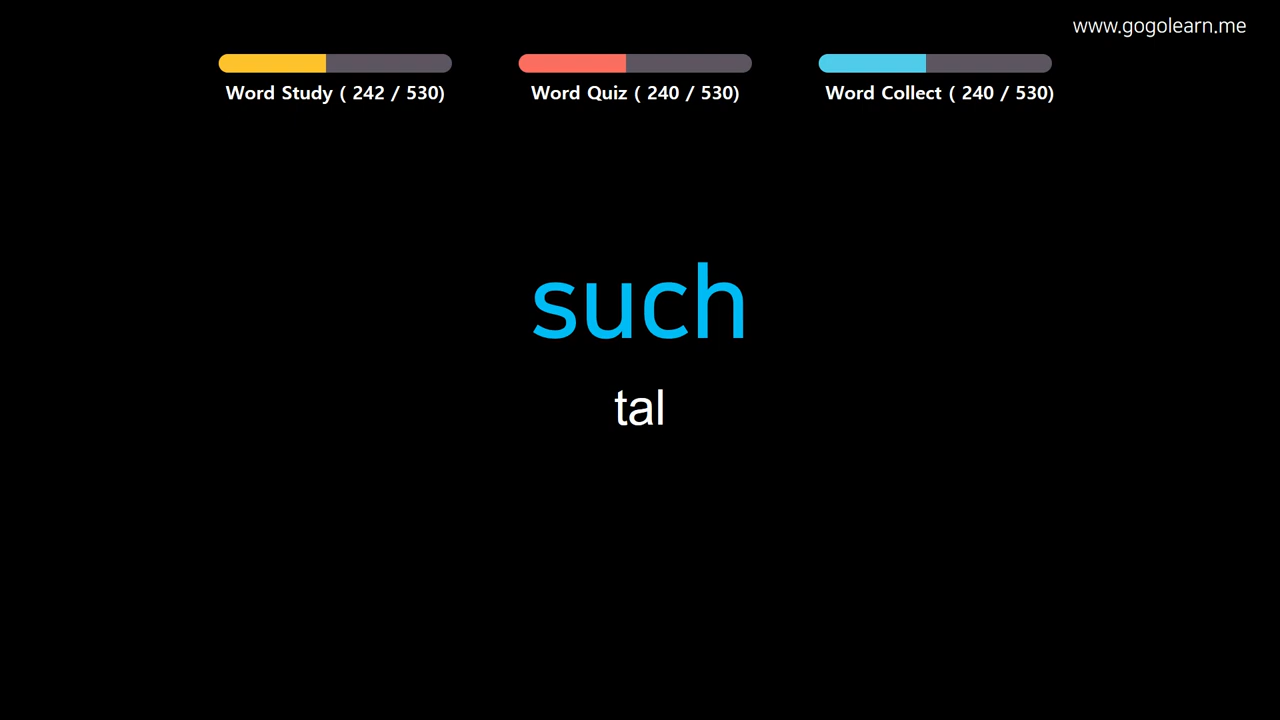 www.gogolearn.me
Word Study ( 242 / 530)
Word Quiz ( 240 / 530)
Word Collect ( 240 / 530)
such
tal